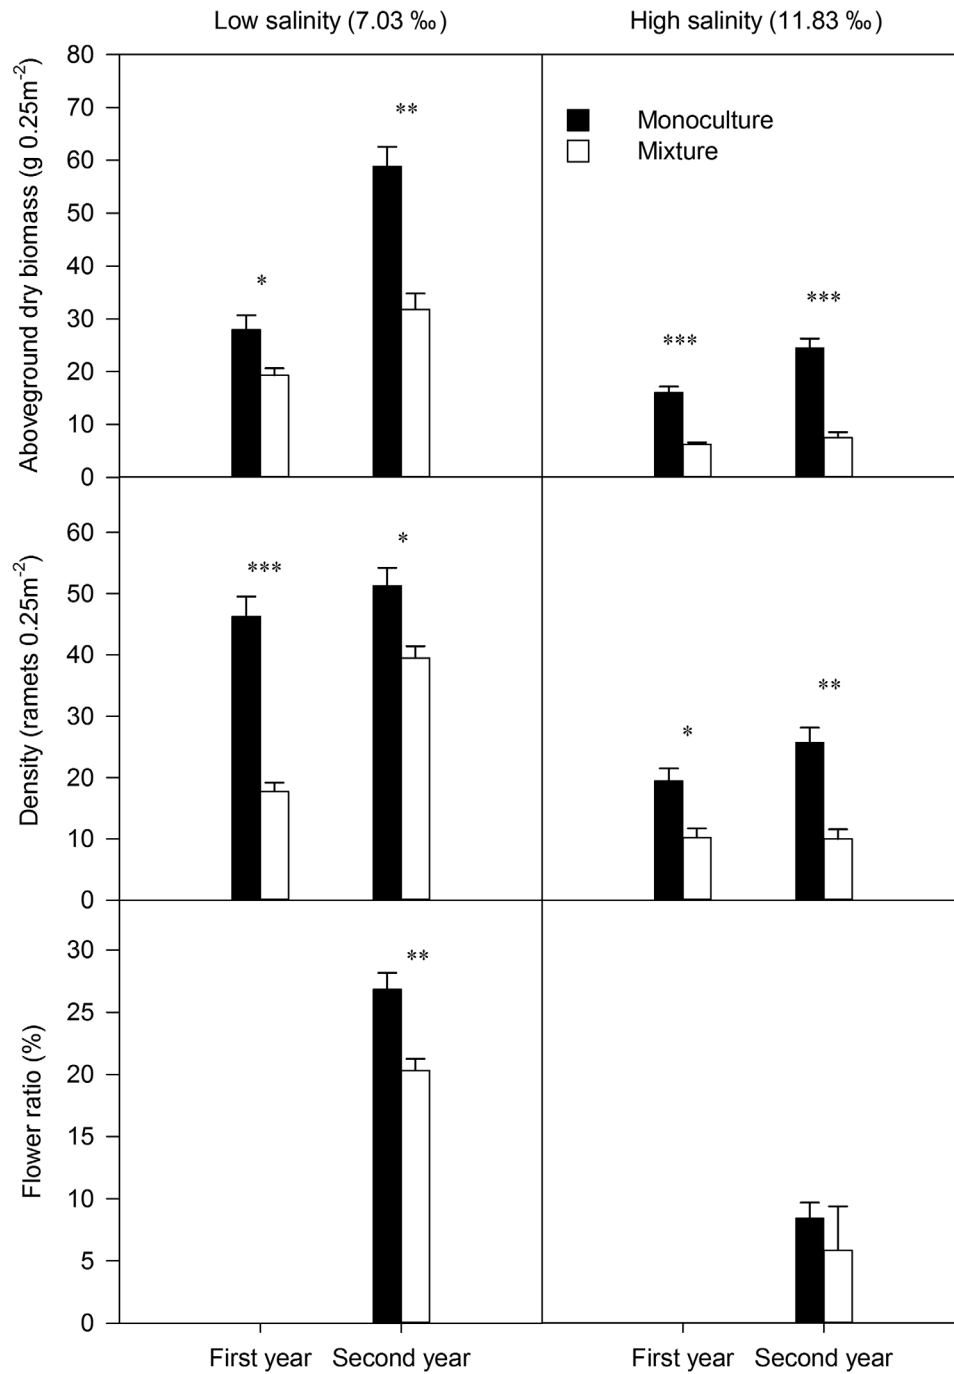 Low salinity (7.03 ‰)
High salinity (11.83 ‰)
Aboveground dry biomass (g 0.25m⁻²)
80
70
60
50
40
30
20
10
0
*
**
Monoculture
Mixture
***
***
Density (ramets 0.25m⁻²)
60
50
40
30
20
10
0
***
*
*
**
Flower ratio (%)
30
25
20
15
10
5
0
**
First year
Second year
First year
Second year